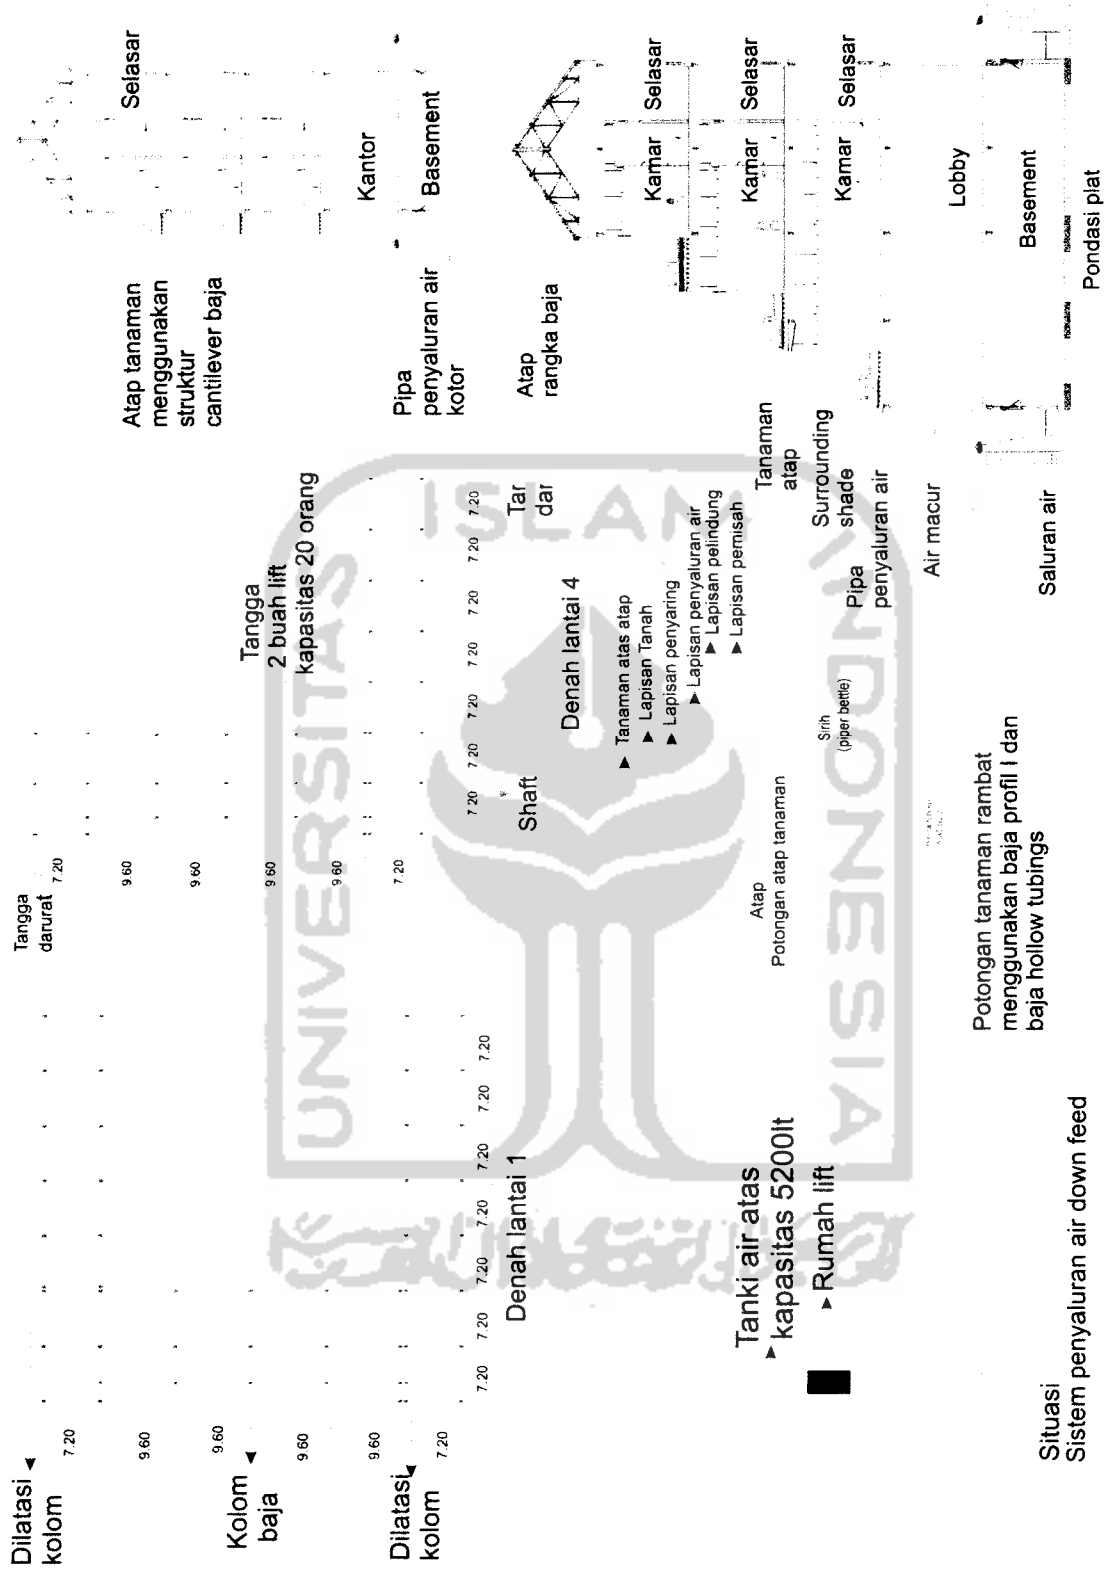 Dilatasi
kolom
7.20
9.60
Kolom
baja
9.60
9.60
Dilatasi
kolom
7.20
7.20
7.20
7.20
7.20
7.20
7.20
7.20
Denah lantai 1
Tangga
darurat
7.20
9.60
9.60
9.60
9.60
7.20
Tangga
2 buah lift
kapasitas 20 orang
7.20
7.20
7.20
7.20
7.20
7.20
7.20
Shaft
Tar
dar
Denah lantai 4
Atap tanaman
menggunakan
struktur
cantilever baja
Pipa
penyaluran air
kotor
Selasar
Kantor
Basement
Tanki air atas
kapasitas 5200lt
Rumah lift
Situasi
Sistem penyaluran air down feed
Tanaman atas atap
Lapisan Tanah
Lapisan penyaring
Lapisan penyaluran air
Lapisan pelindung
Lapisan pemisah
Atap
Potongan atap tanaman
Sirih
(piper bettle)
Potongan tanaman rambat
menggunakan baja profil I dan
baja hollow tubings
Atap
rangka baja
Tanaman
atap
Surrounding
shade
Pipa
penyaluran air
Air macur
Saluran air
Kamar Selasar
Kamar Selasar
Kamar Selasar
Lobby
Basement
Pondasi plat
UNIVERSITAS
ISLAM
INDONESIA